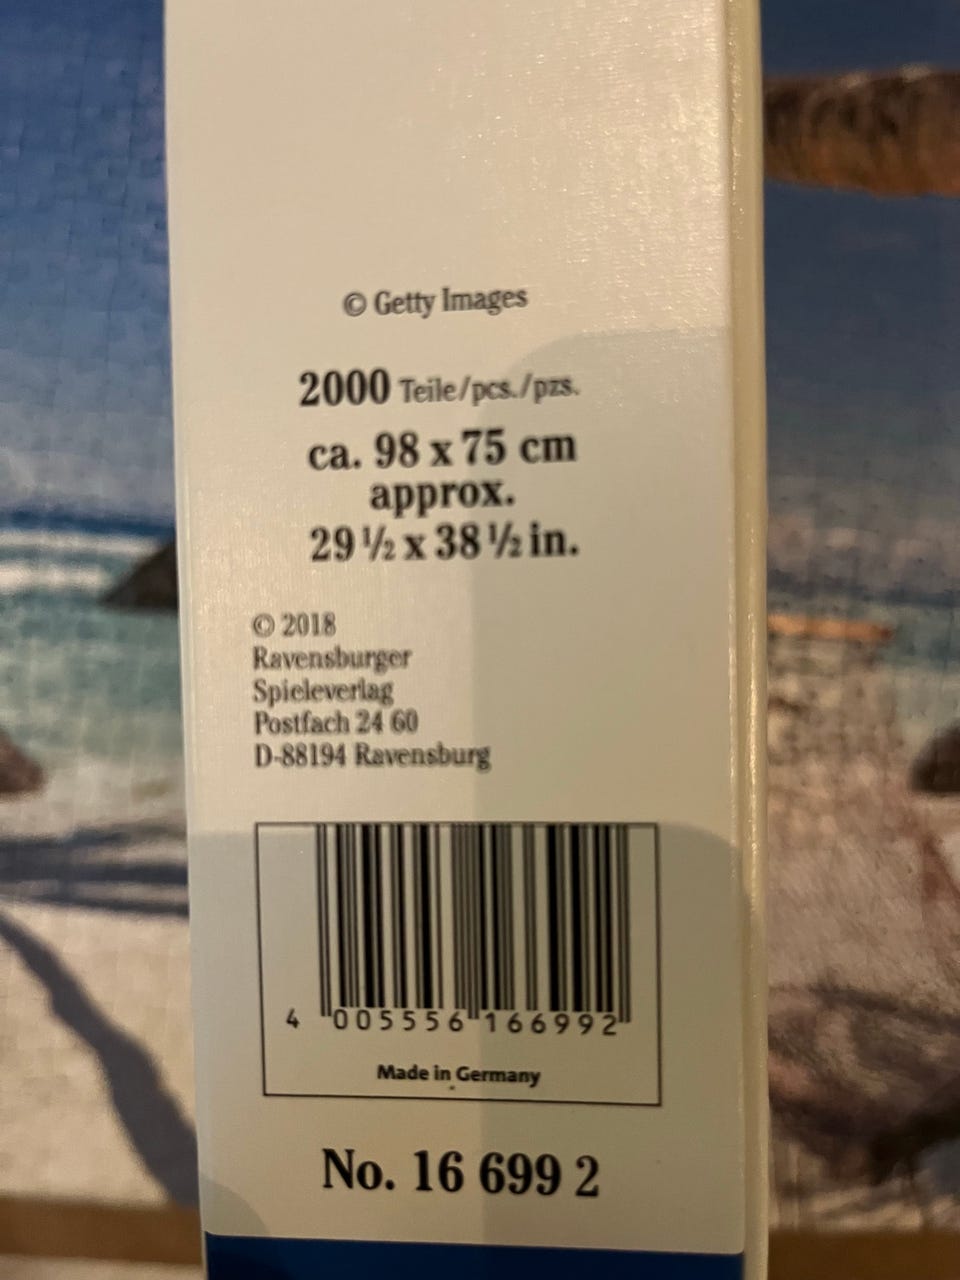 © Getty Images
2000 Teile/pcs./pzs.
ca. 98 x 75 cm
approx.
29 ½ x 38 ½ in.
© 2018
Ravensburger
Spieleverlag
Postfach 24 60
D-88194 Ravensburg
4 005556 166992
Made in Germany
No. 16 699 2